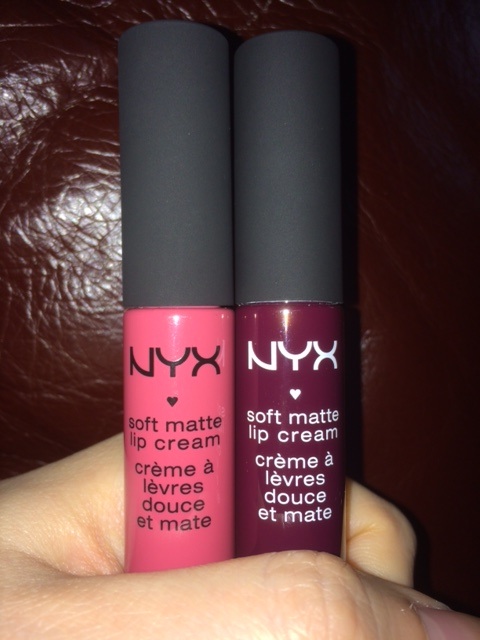 NYX
soft matte
lip cream
crème à
lèvres
douce
et mate
NYX
soft matte
lip cream
crème à
lèvres
douce
et mate